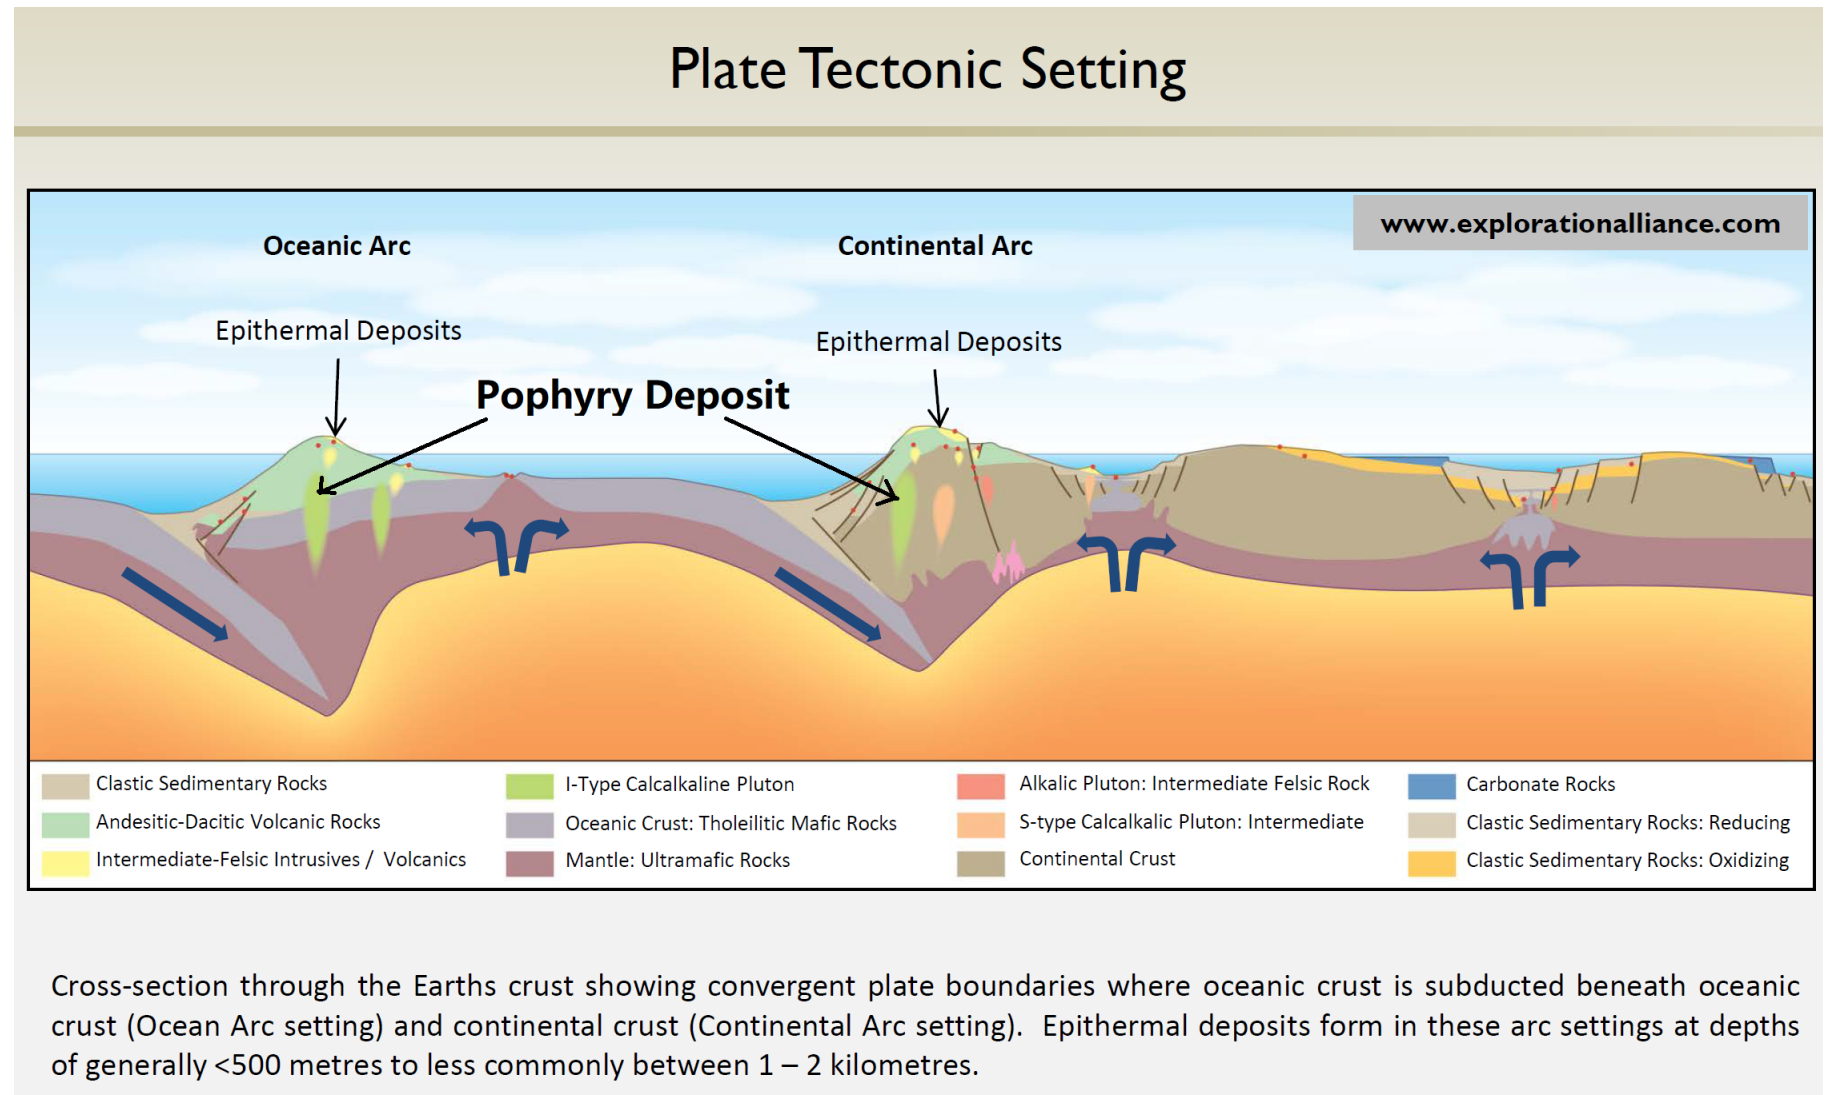 Plate Tectonic Setting
www.explorationalliance.com
Oceanic Arc
Continental Arc
Epithermal Deposits
Epithermal Deposits
Pophyry Deposit
Clastic Sedimentary Rocks
Andesitic-Dacitic Volcanic Rocks
Intermediate-Felsic Intrusives / Volcanics
I-Type Calcalkaline Pluton
Oceanic Crust: Tholeilitic Mafic Rocks
Mantle: Ultramafic Rocks
Alkalic Pluton: Intermediate Felsic Rock
S-type Calcalkalic Pluton: Intermediate
Continental Crust
Carbonate Rocks
Clastic Sedimentary Rocks: Reducing
Clastic Sedimentary Rocks: Oxidizing
Cross-section through the Earths crust showing convergent plate boundaries where oceanic crust is subducted beneath oceanic
crust (Ocean Arc setting) and continental crust (Continental Arc setting). Epithermal deposits form in these arc settings at depths
of generally <500 metres to less commonly between 1 – 2 kilometres.